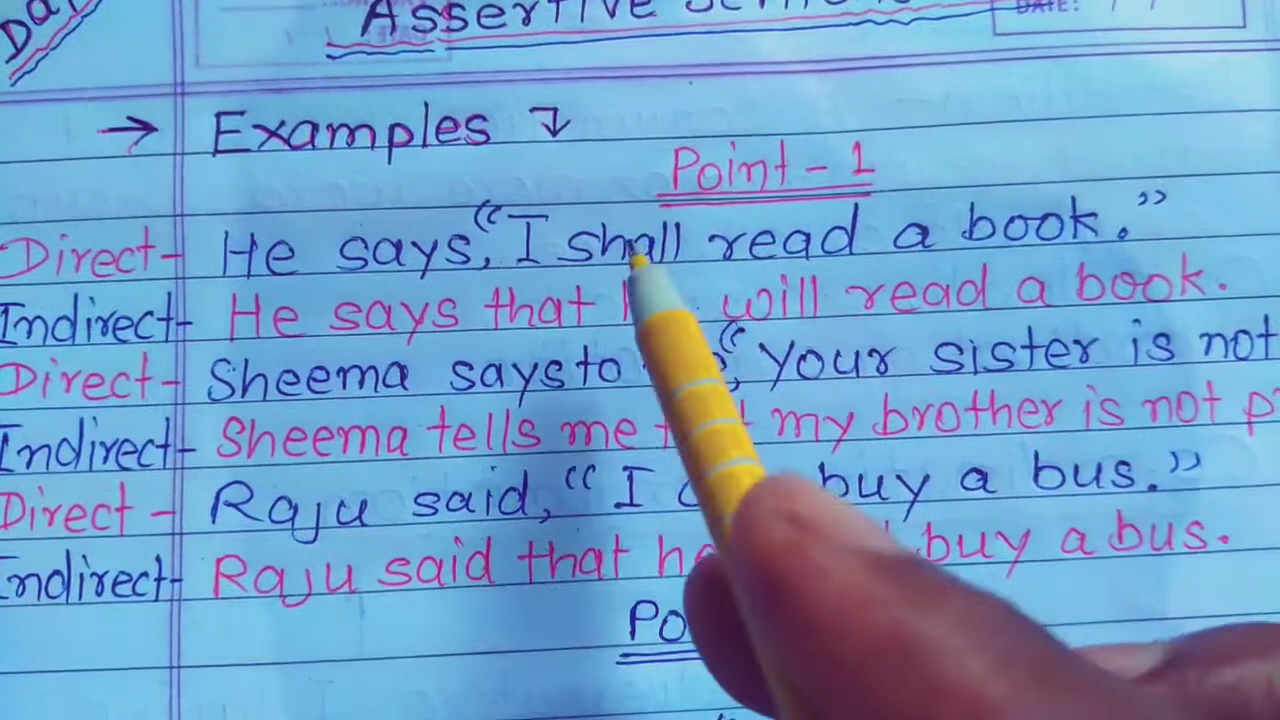 Assertive
DATE: / /
→ Examples ↴
Point - 1
Direct- He says, "I shall read a book."
Indirect- He says that will read a book.
Direct- Sheema says to , "Your sister is not
Indirect- Sheema tells me my brother is not
Direct - Raju said, "I buy a bus."
Indirect- Raju said that buy a bus.